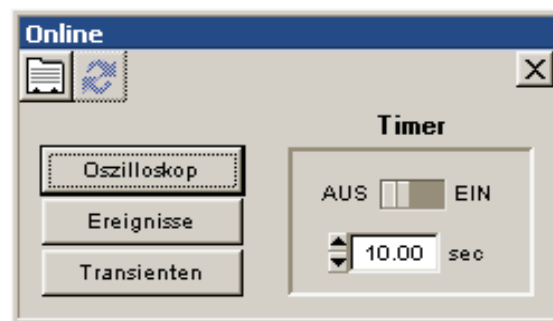 Online
Timer
Oszilloskop
AUS EIN
Ereignisse
10.00 sec
Transienten